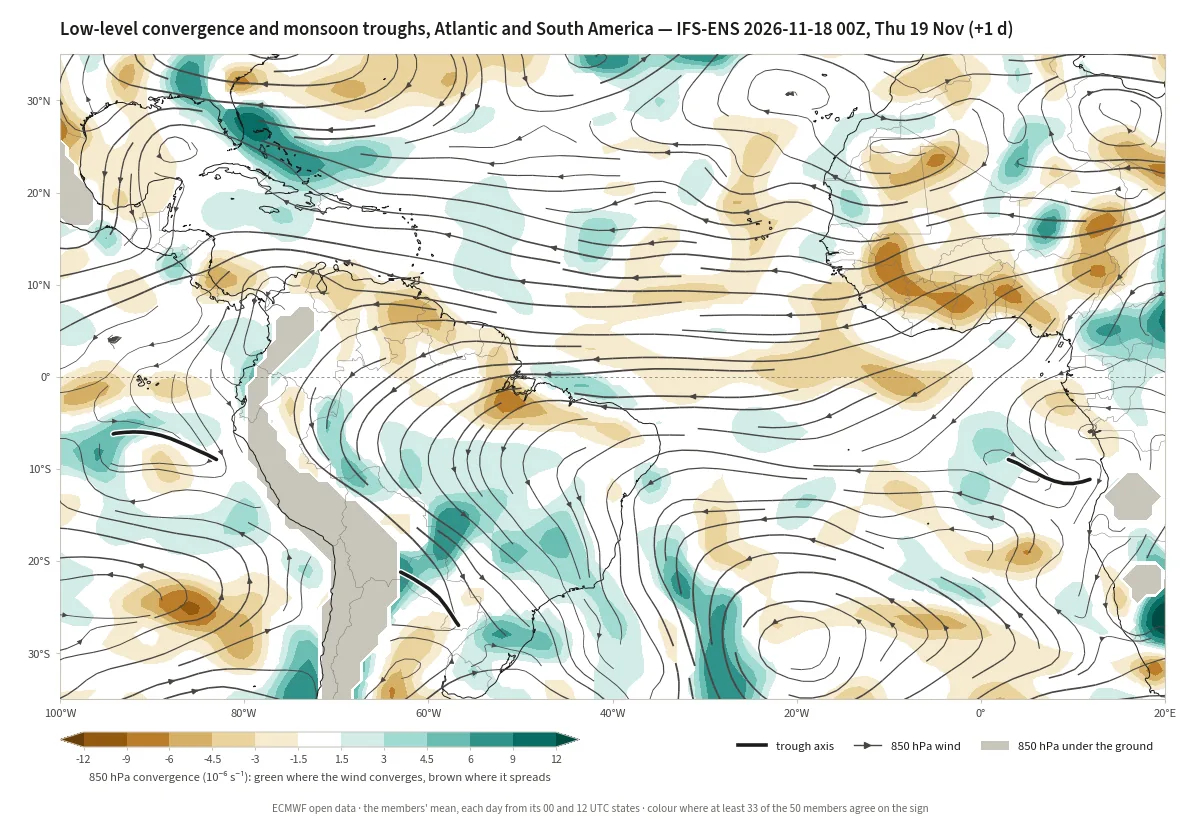 Low-level convergence and monsoon troughs, Atlantic and South America — IFS-ENS 2026-11-18 00Z, Thu 19 Nov (+1 d)
30°N
20°N
10°N
0°
10°S
20°S
30°S
100°W 80°W 60°W 40°W 20°W 0° 20°E
-12 -9 -6 -4.5 -3 -1.5 1.5 3 4.5 6 9 12
850 hPa convergence (10⁻⁶ s⁻¹): green where the wind converges, brown where it spreads
trough axis 850 hPa wind 850 hPa under the ground
ECMWF open data · the members' mean, each day from its 00 and 12 UTC states · colour where at least 33 of the 50 members agree on the sign